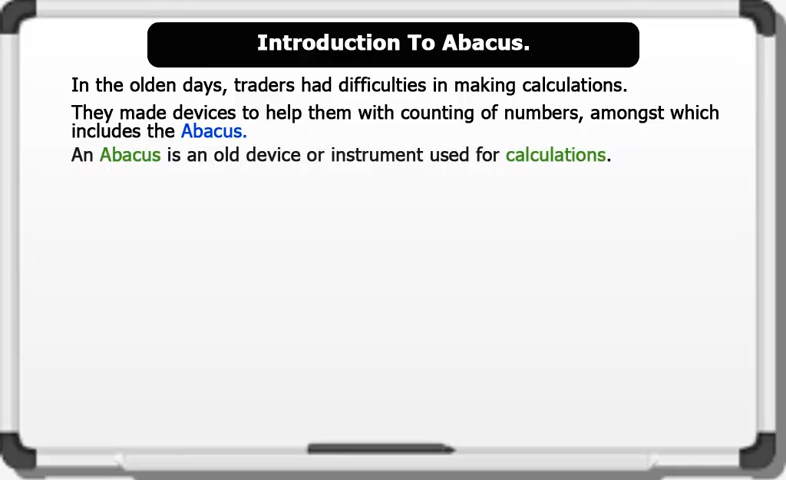 Introduction To Abacus.
In the olden days, traders had difficulties in making calculations.
They made devices to help them with counting of numbers, amongst which
includes the Abacus.
An Abacus is an old device or instrument used for calculations.